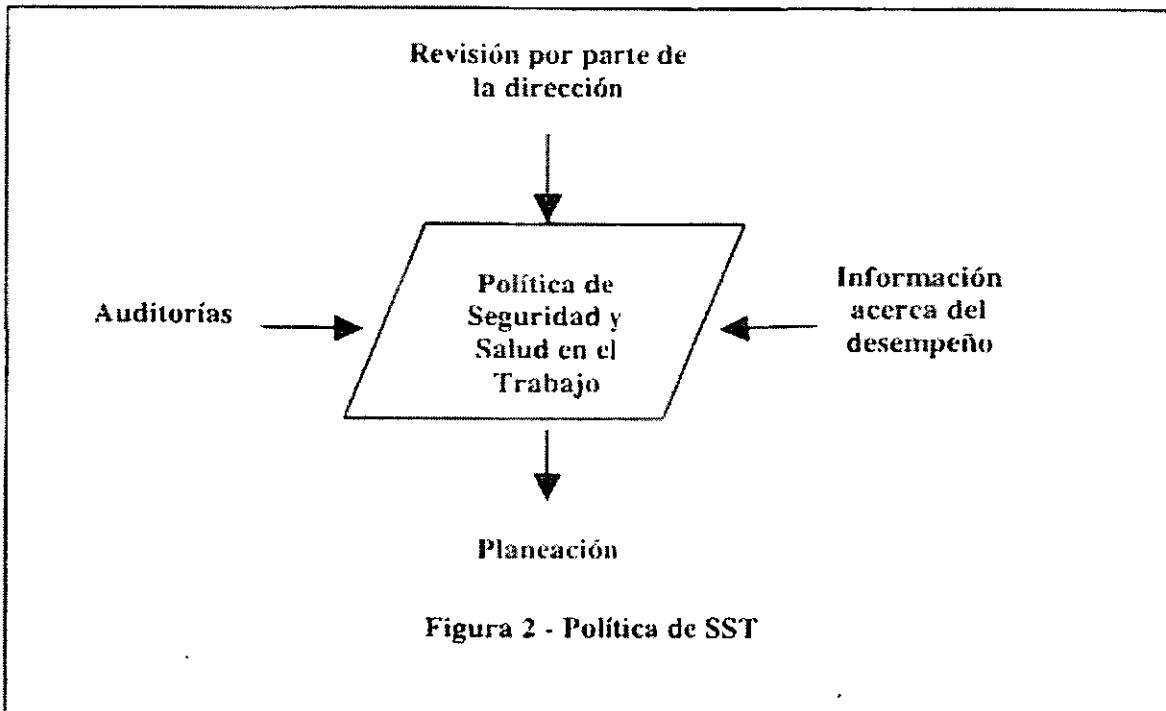 Revisión por parte de
la dirección
Auditorías
Política de
Seguridad y
Salud en el
Trabajo
Información
acerca del
desempeño
Planeación
Figura 2 - Política de SST